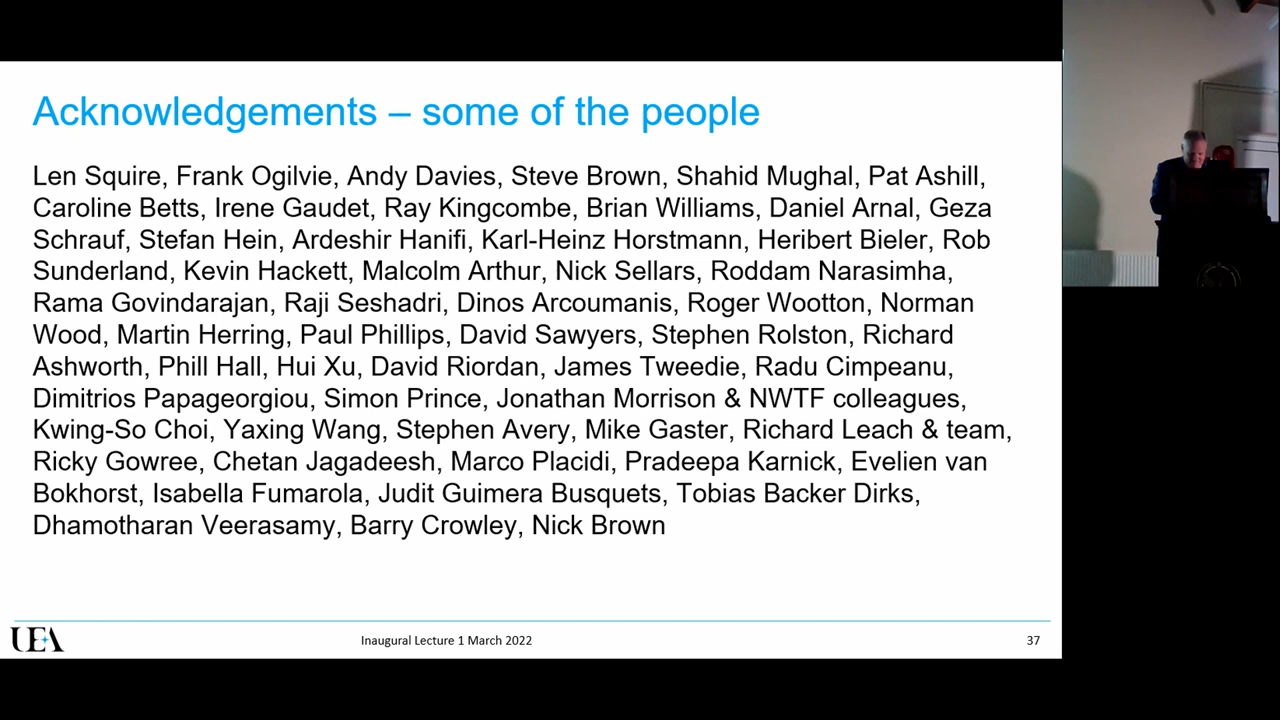 Acknowledgements – some of the people
Len Squire, Frank Ogilvie, Andy Davies, Steve Brown, Shahid Mughal, Pat Ashill,
Caroline Betts, Irene Gaudet, Ray Kingcombe, Brian Williams, Daniel Arnal, Geza
Schrauf, Stefan Hein, Ardeshir Hanifi, Karl-Heinz Horstmann, Heribert Bieler, Rob
Sunderland, Kevin Hackett, Malcolm Arthur, Nick Sellars, Roddam Narasimha,
Rama Govindarajan, Raji Seshadri, Dinos Arcoumanis, Roger Wootton, Norman
Wood, Martin Herring, Paul Phillips, David Sawyers, Stephen Rolston, Richard
Ashworth, Phill Hall, Hui Xu, David Riordan, James Tweedie, Radu Cimpeanu,
Dimitrios Papageorgiou, Simon Prince, Jonathan Morrison & NWTF colleagues,
Kwing-So Choi, Yaxing Wang, Stephen Avery, Mike Gaster, Richard Leach & team,
Ricky Gowree, Chetan Jagadeesh, Marco Placidi, Pradeepa Karnick, Evelien van
Bokhorst, Isabella Fumarola, Judit Guimera Busquets, Tobias Backer Dirks,
Dhamotharan Veerasamy, Barry Crowley, Nick Brown
UEA
Inaugural Lecture 1 March 2022
37